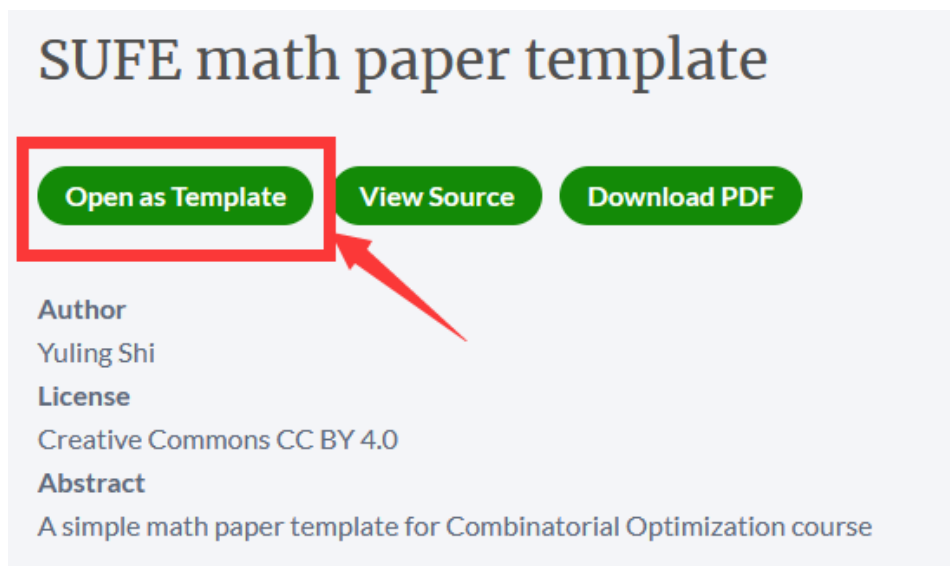 SUFE math paper template
Open as Template View Source Download PDF
Author
Yuling Shi
License
Creative Commons CC BY 4.0
Abstract
A simple math paper template for Combinatorial Optimization course